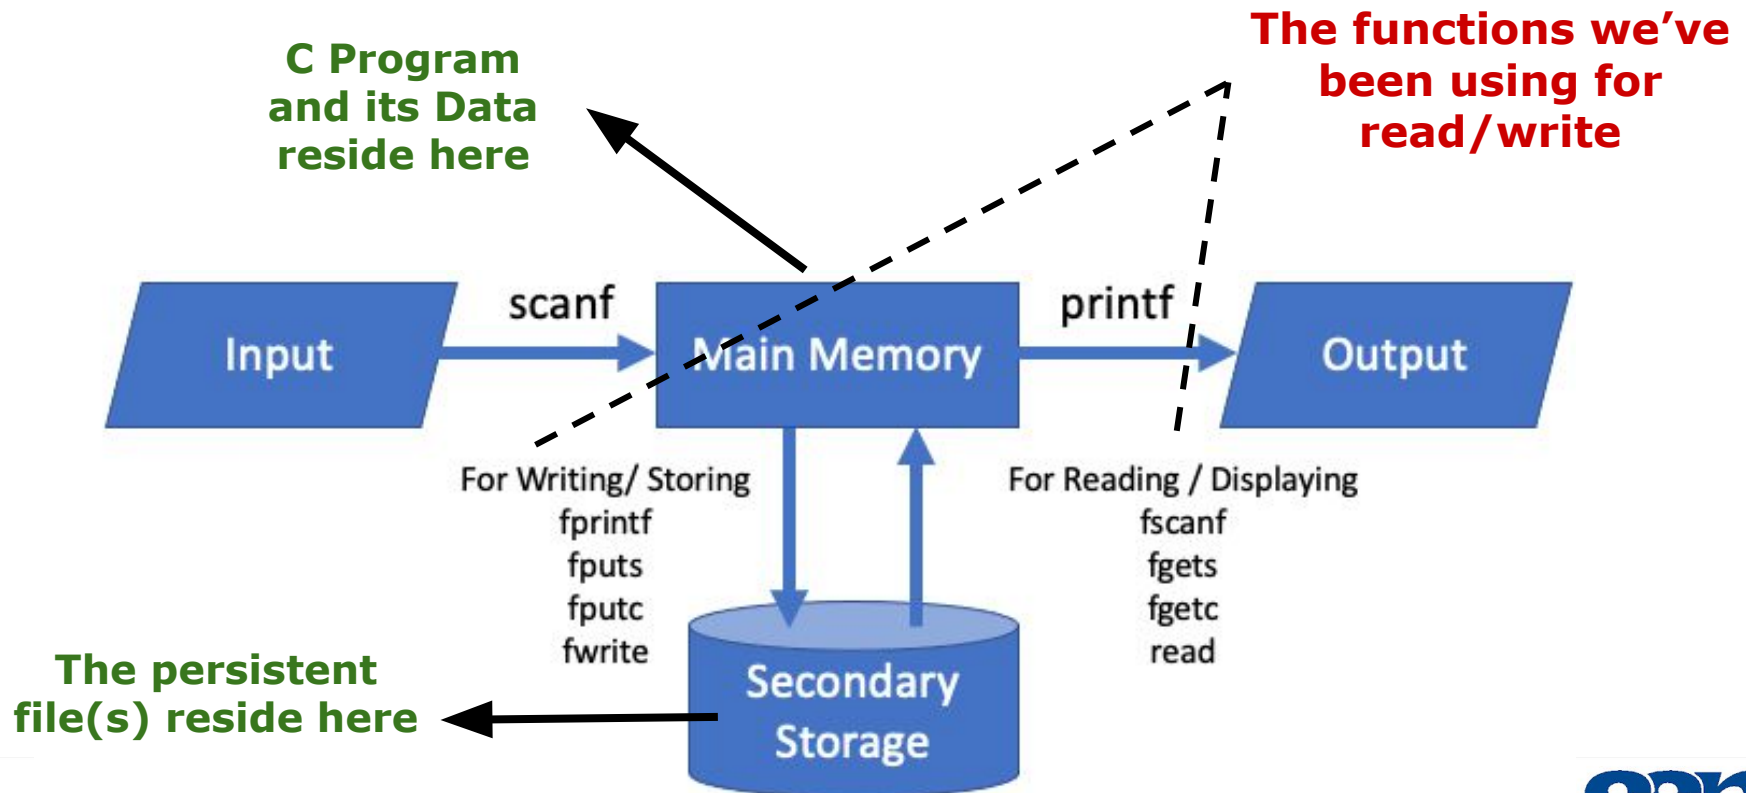 C Program
and its Data
reside here
The functions we’ve
been using for
read/write
scanf
printf
Input
Main Memory
Output
For Writing/ Storing
fprintf
fputs
fputc
fwrite
For Reading / Displaying
fscanf
fgets
fgetc
read
The persistent
file(s) reside here
Secondary
Storage